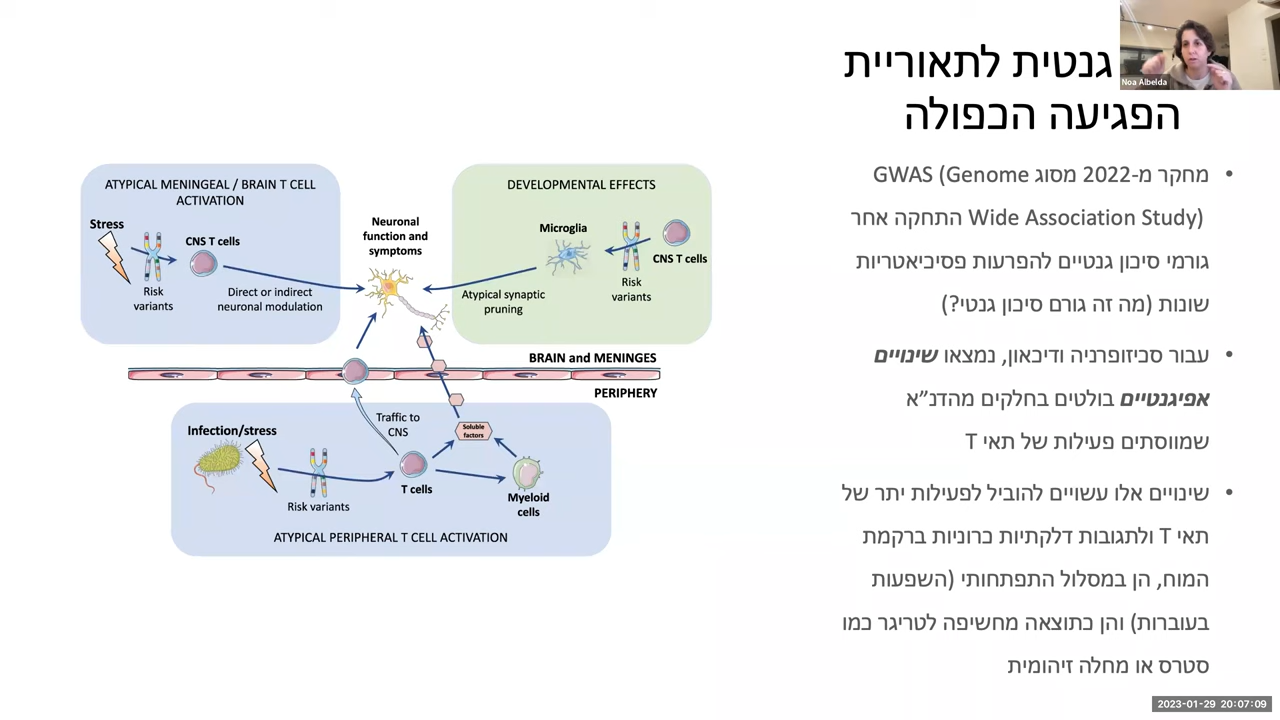 גנטית לתאוריית
הפגיעה הכפולה
• מחקר מ-2022 מסוג GWAS (Genome
Wide Association Study) התחקה אחר
גורמי סיכון גנטיים להפרעות פסיכיאטריות
שונות (מה זה גורם סיכון גנטי?)
• עבור סכיזופרניה ודיכאון, נמצאו שינויים
אפיגנטיים בולטים בחלקים מהדנ״א
שמווסתים פעילות של תאי T
• שינויים אלו עשויים להוביל לפעילות יתר של
תאי T ולתגובות דלקתיות כרוניות ברקמת
המוח, הן במסלול התפתחותי (השפעות
בעוברות) והן כתוצאה מחשיפה לטריגר כמו
סטרס או מחלה זיהומית
ATYPICAL MENINGEAL / BRAIN T CELL
ACTIVATION
Stress
CNS T cells
Risk
variants
Direct or indirect
neuronal modulation
Neuronal
function and
symptoms
DEVELOPMENTAL EFFECTS
Microglia
CNS T cells
Risk
variants
Atypical synaptic
pruning
BRAIN and MENINGES
PERIPHERY
Infection/stress
Risk variants
Traffic to
CNS
T cells
Soluble
factors
Myeloid
cells
ATYPICAL PERIPHERAL T CELL ACTIVATION
Noa Albelda
2023-01-29 20:07:09